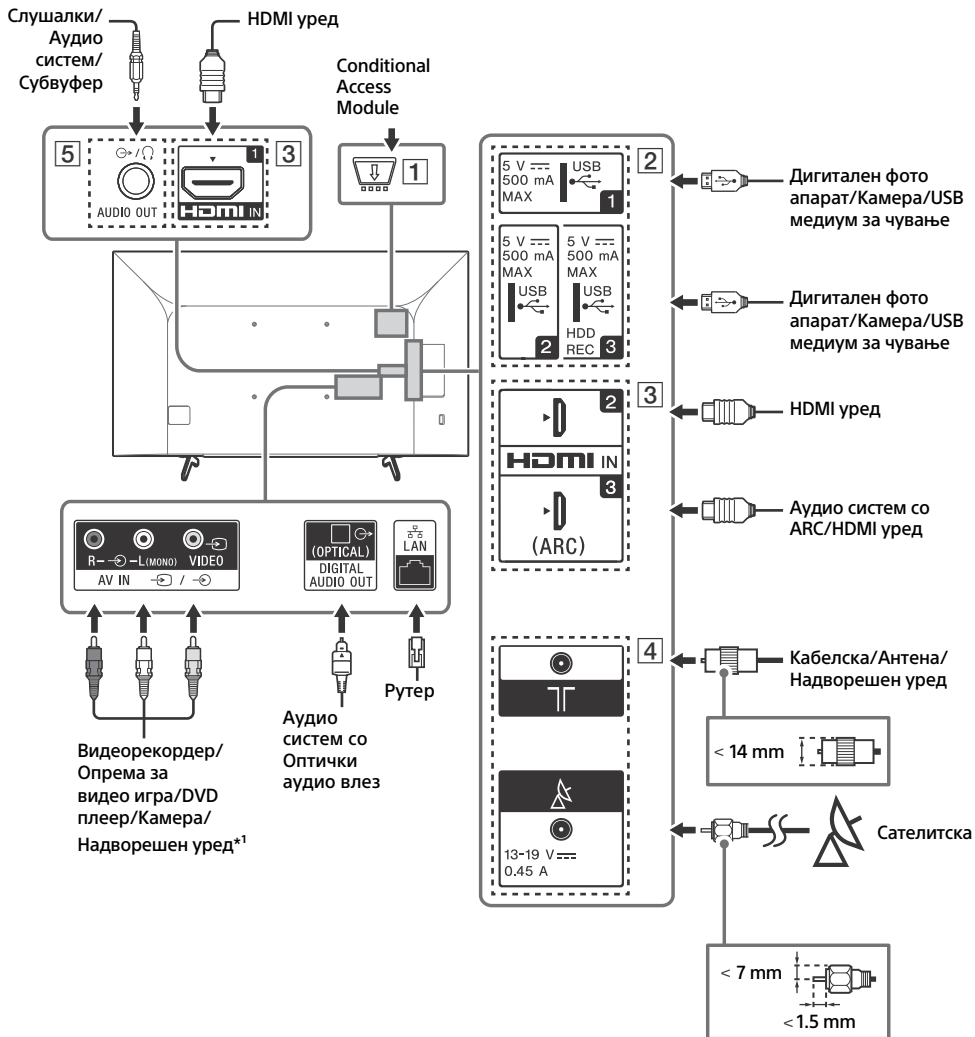 Слушалки/
Аудио
систем/
Субвуфер
HDMI уред
Conditional
Access
Module
5
AUDIO OUT
1
HDMI IN
3
1
5 V
500 mA
MAX
USB
1
2
5 V
500 mA
MAX
USB
2
5 V
500 mA
MAX
USB
HDD
REC 3
Дигитален фото
апарат/Камера/USB
медиум за чување
Дигитален фото
апарат/Камера/USB
медиум за чување
2
3
HDMI IN
3
(ARC)
HDMI уред
Аудио систем со
ARC/HDMI уред
R
L(MONO)
VIDEO
AV IN
/
(OPTICAL)
DIGITAL
AUDIO OUT
LAN
Видеорекордер/
Опрема за
видео игра/DVD
плеер/Камера/
Надворешен уред*1
Аудио
систем со
Оптички
аудио влез
Рутер
4
Кабелска/Антена/
Надворешен уред
< 14 mm
13-19 V
0.45 A
Сателитска
< 7 mm
< 1.5 mm